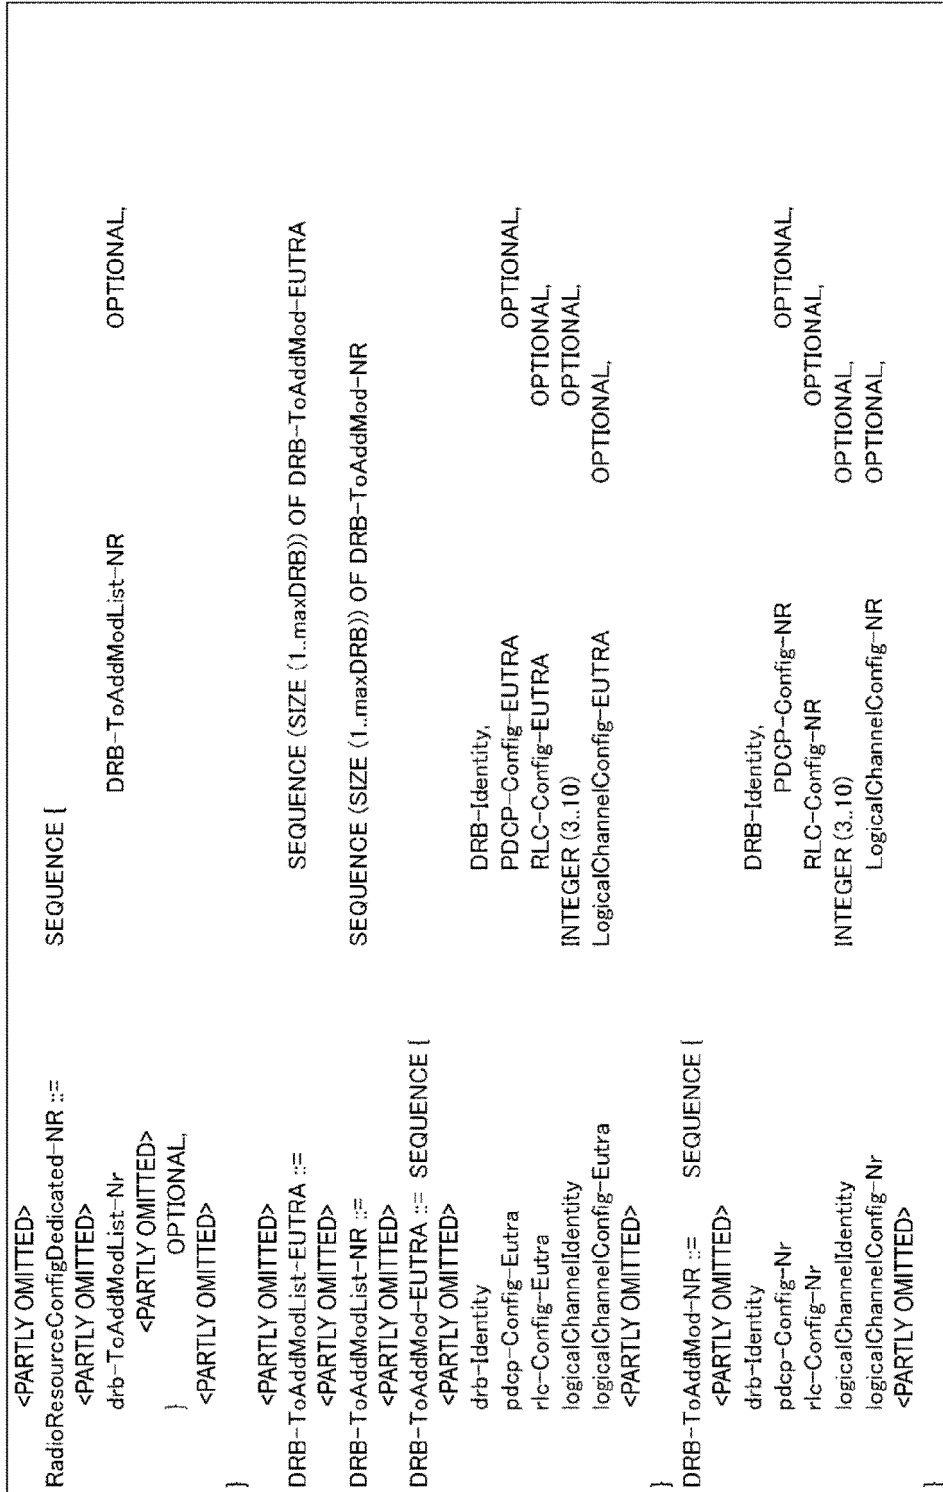 <PARTLY OMITTED>
RadioResourceConfigDedicated-NR ::= SEQUENCE {
<PARTLY OMITTED>
drb-ToAddModList-Nr DRB-ToAddModList-NR OPTIONAL,
<PARTLY OMITTED>
} OPTIONAL,
<PARTLY OMITTED>
}
<PARTLY OMITTED>
DRB-ToAddModList-EUTRA ::= SEQUENCE (SIZE (1..maxDRB)) OF DRB-ToAddMod-EUTRA
<PARTLY OMITTED>
DRB-ToAddModList-NR ::= SEQUENCE (SIZE (1..maxDRB)) OF DRB-ToAddMod-NR
<PARTLY OMITTED>
DRB-ToAddMod-EUTRA ::= SEQUENCE {
<PARTLY OMITTED>
drb-Identity DRB-Identity,
pdcp-Config-Eutra PDCP-Config-EUTRA OPTIONAL,
rlc-Config-Eutra RLC-Config-EUTRA OPTIONAL,
logicalChannelIdentity INTEGER (3..10) OPTIONAL,
logicalChannelConfig-Eutra LogicalChannelConfig-EUTRA OPTIONAL,
<PARTLY OMITTED>
}
DRB-ToAddMod-NR ::= SEQUENCE {
<PARTLY OMITTED>
drb-Identity DRB-Identity,
pdcp-Config-Nr PDCP-Config-NR OPTIONAL,
rlc-Config-Nr RLC-Config-NR OPTIONAL,
logicalChannelIdentity INTEGER (3..10) OPTIONAL,
logicalChannelConfig-Nr LogicalChannelConfig-NR OPTIONAL,
<PARTLY OMITTED>
}